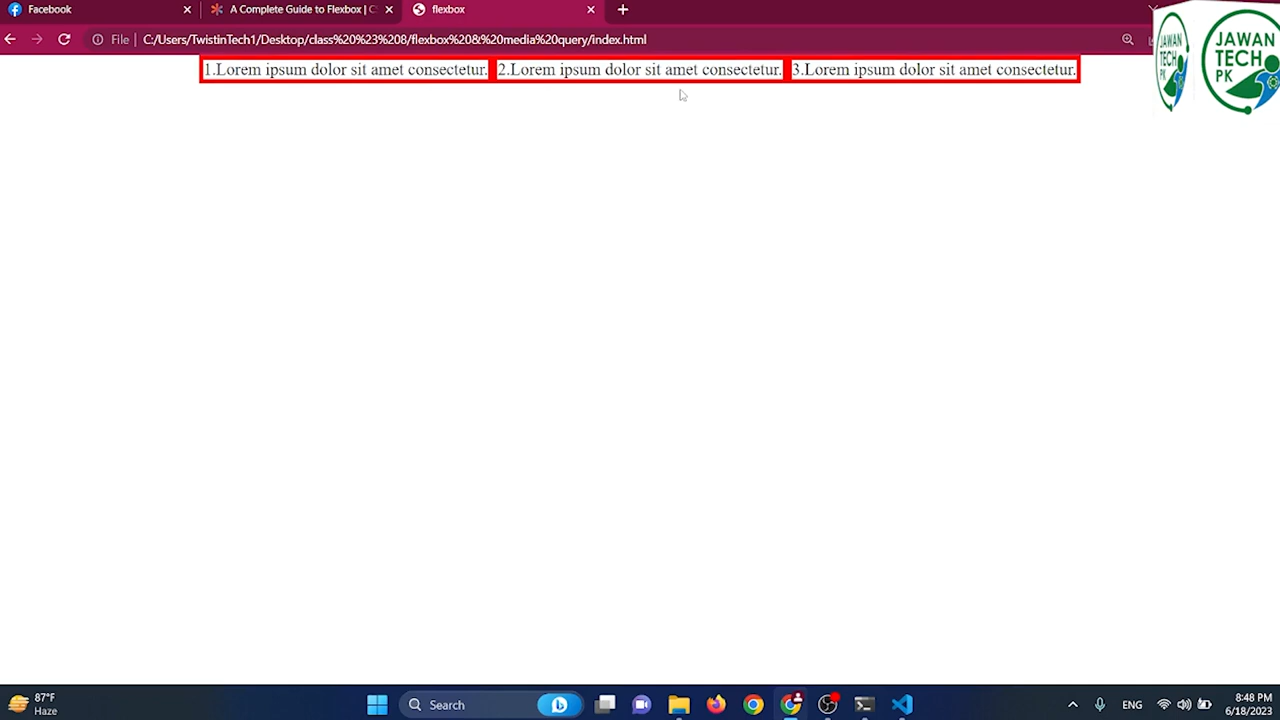 Facebook
A Complete Guide to Flexbox | C
flexbox
File
C:/Users/TwistinTech1/Desktop/class%20%23%208/flexbox%208%20media%20query/index.html
JAWAN TECH PK
JAWAN TECH PK
1.Lorem ipsum dolor sit amet consectetur.
2.Lorem ipsum dolor sit amet consectetur.
3.Lorem ipsum dolor sit amet consectetur.
87°F
Haze
Search
ENG
8:48 PM
6/18/2023